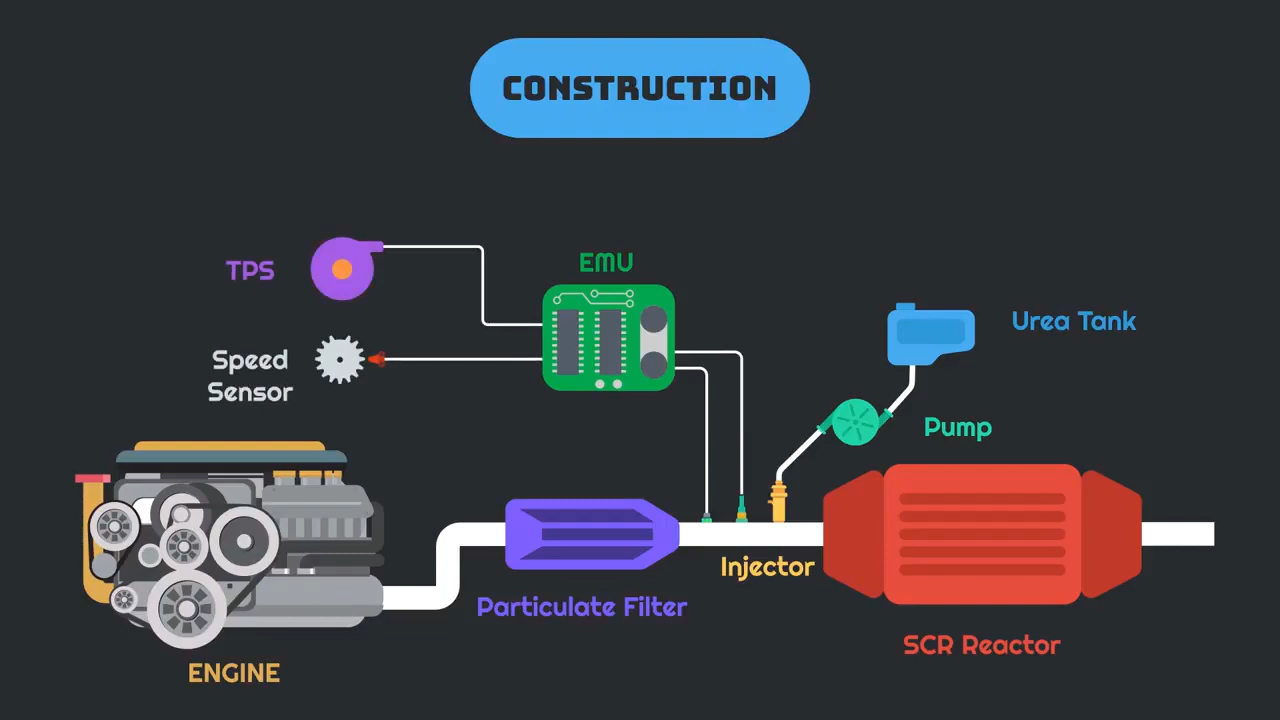 CONSTRUCTION
TPS
EMU
Speed
Sensor
Urea Tank
Pump
Injector
Particulate Filter
SCR Reactor
ENGINE